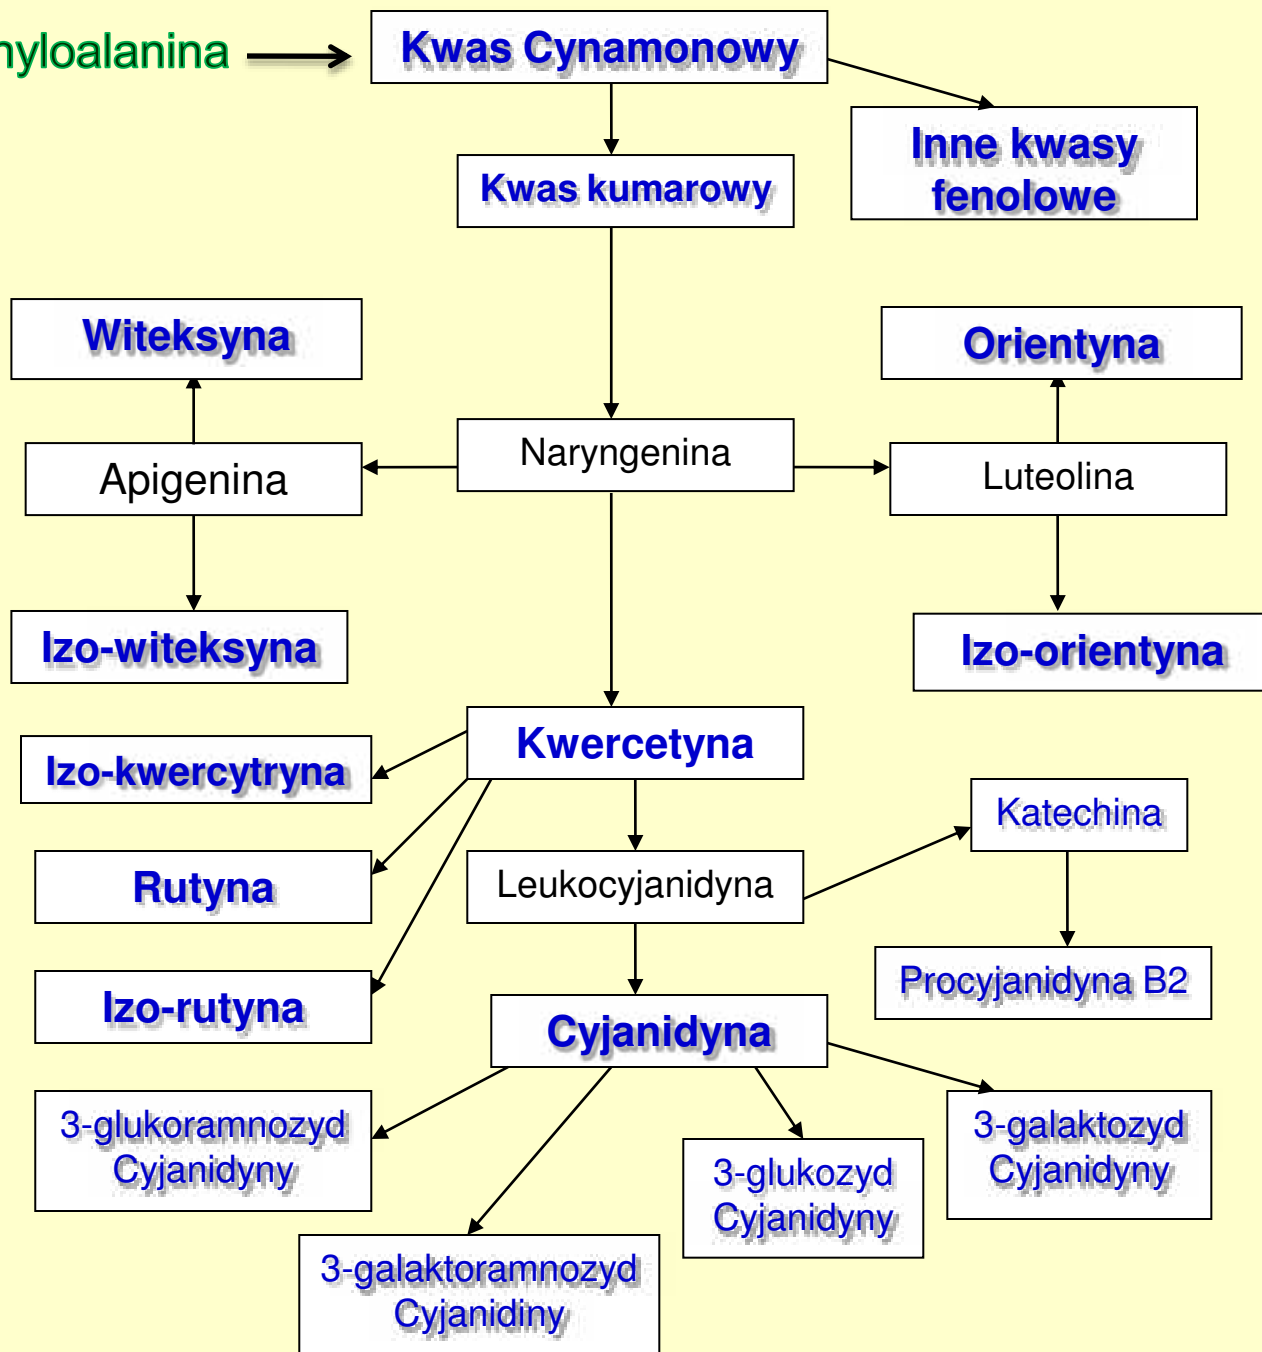 nyloalanina
Kwas Cynamonowy
Inne kwasy
fenolowe
Kwas kumarowy
Witeksyna
Orientyna
Naryngenina
Apigenina
Luteolina
Izo-witeksyna
Izo-orientyna
Kwercetyna
Izo-kwercytryna
Katechina
Rutyna
Leukocyjanidyna
Procyjanidyna B2
Izo-rutyna
Cyjanidyna
3-glukoramnozyd
Cyjanidyny
3-galaktozyd
Cyjanidyny
3-glukozyd
Cyjanidyny
3-galaktoramnozyd
Cyjanidiny